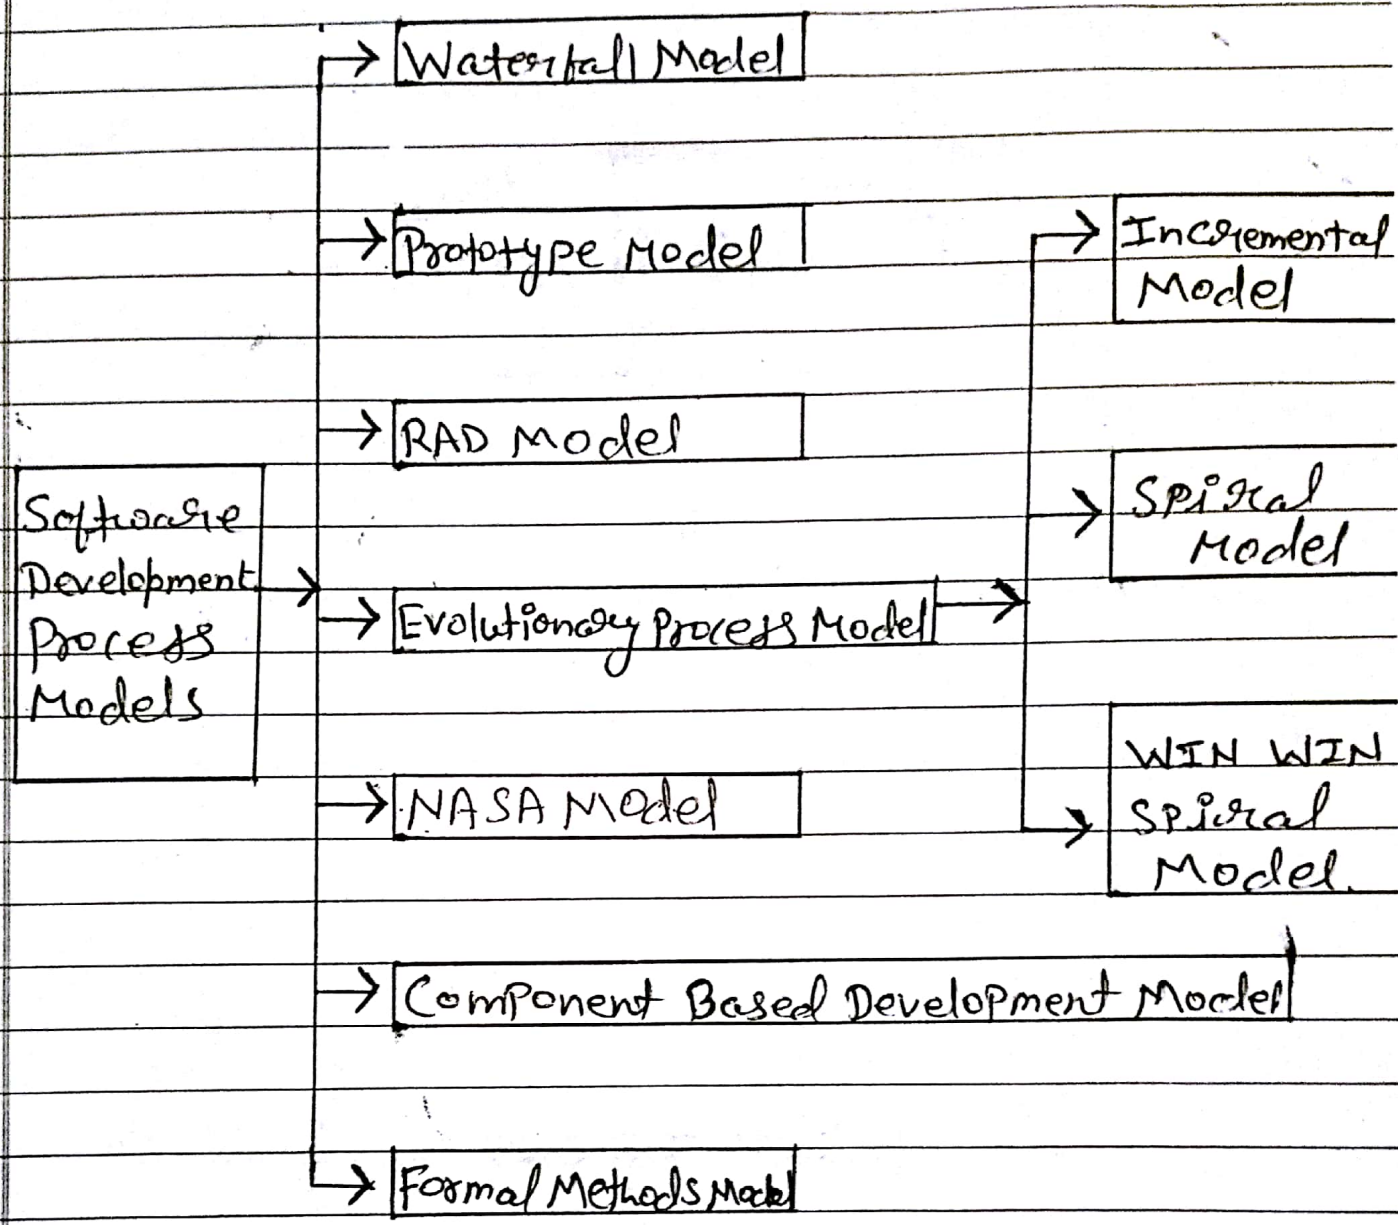 Waterfall Model
Prototype Model
Incremental
Model
RAD Model
Spiral
Model
Software
Development
Process
Models
Evolutionary Process Model
WIN WIN
Spiral
Model.
NASA Model
Component Based Development Model
Formal Methods Model